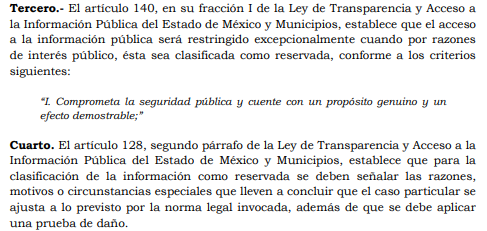 Tercero.- El artículo 140, en su fracción I de la Ley de Transparencia y Acceso a
la Información Pública del Estado de México y Municipios, establece que el acceso
a la información pública será restringido excepcionalmente cuando por razones
de interés público, ésta sea clasificada como reservada, conforme a los criterios
siguientes:
“I. Comprometa la seguridad pública y cuente con un propósito genuino y un
efecto demostrable;”
Cuarto. El artículo 128, segundo párrafo de la Ley de Transparencia y Acceso a la
Información Pública del Estado de México y Municipios, establece que para la
clasificación de la información como reservada se deben señalar las razones,
motivos o circunstancias especiales que lleven a concluir que el caso particular se
ajusta a lo previsto por la norma legal invocada, además de que se debe aplicar
una prueba de daño.